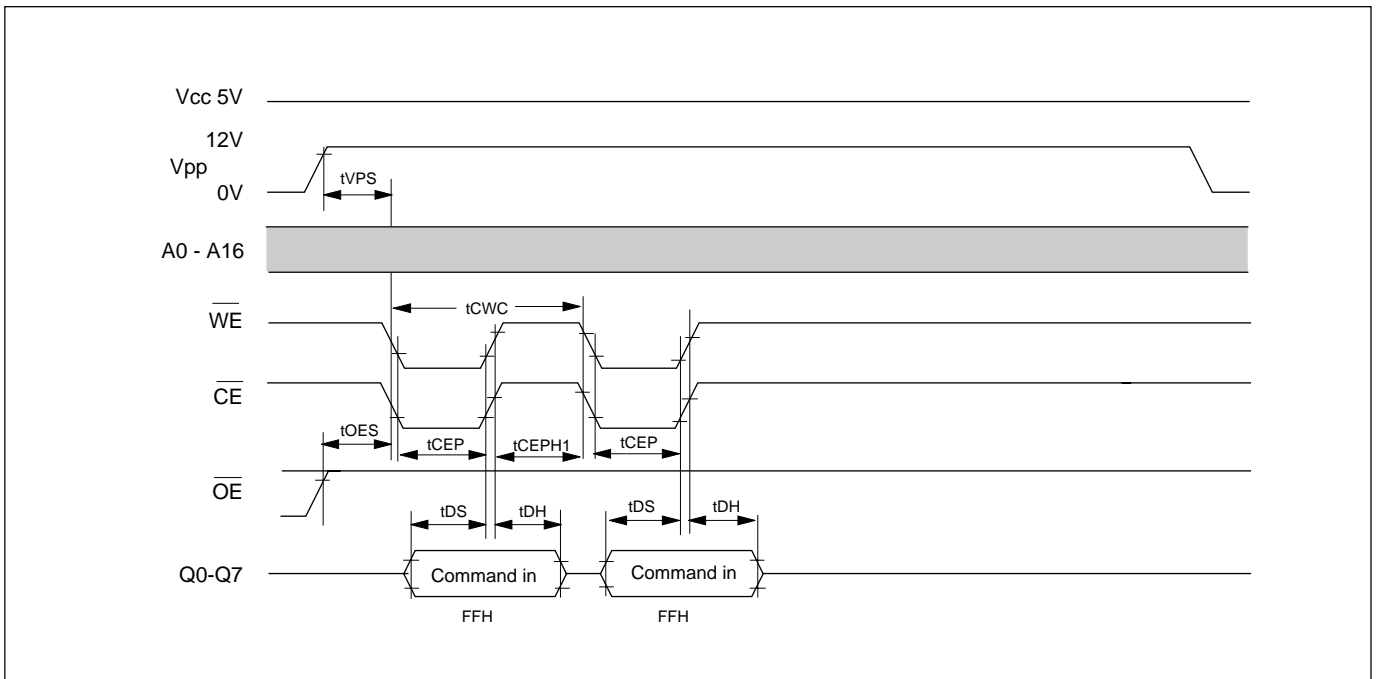 Vcc 5V
12V
Vpp
0V
tVPS
A0 - A16
tCWC
WE
CE
tOES
tCEP
tCEPH1
tCEP
OE
tDS
tDH
tDS
tDH
Q0-Q7
Command in
Command in
FFH
FFH